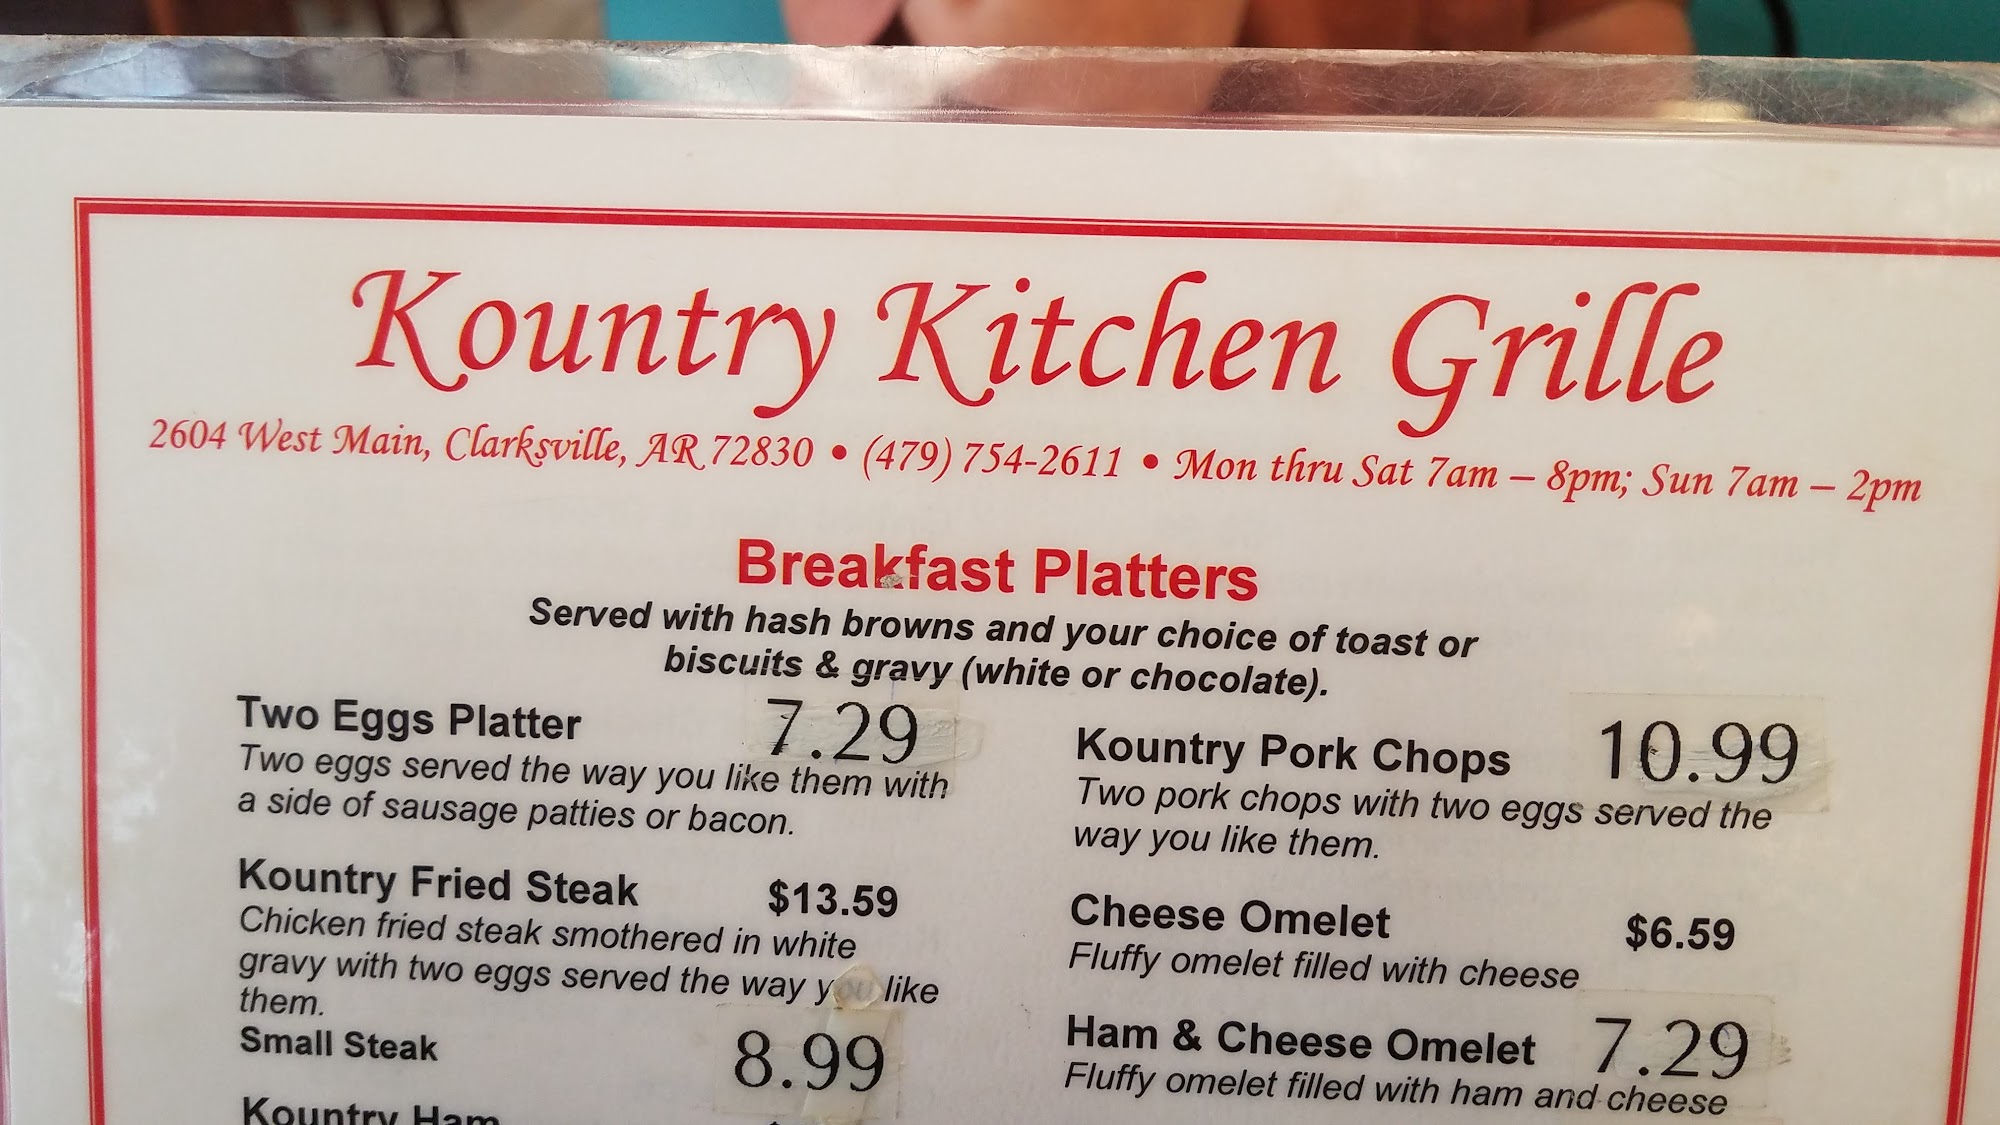 Kountry Kitchen Grille
2604 West Main, Clarksville, AR 72830 • (479) 754-2611 • Mon thru Sat 7am – 8pm; Sun 7am – 2pm
Breakfast Platters
Served with hash browns and your choice of toast or
biscuits & gravy (white or chocolate).
Two Eggs Platter 7.29
Two eggs served the way you like them with
a side of sausage patties or bacon.
Kountry Fried Steak $13.59
Chicken fried steak smothered in white
gravy with two eggs served the way you like
them.
Small Steak 8.99
Kountry Ham
Kountry Pork Chops 10.99
Two pork chops with two eggs served the
way you like them.
Cheese Omelet $6.59
Fluffy omelet filled with cheese
Ham & Cheese Omelet 7.29
Fluffy omelet filled with ham and cheese